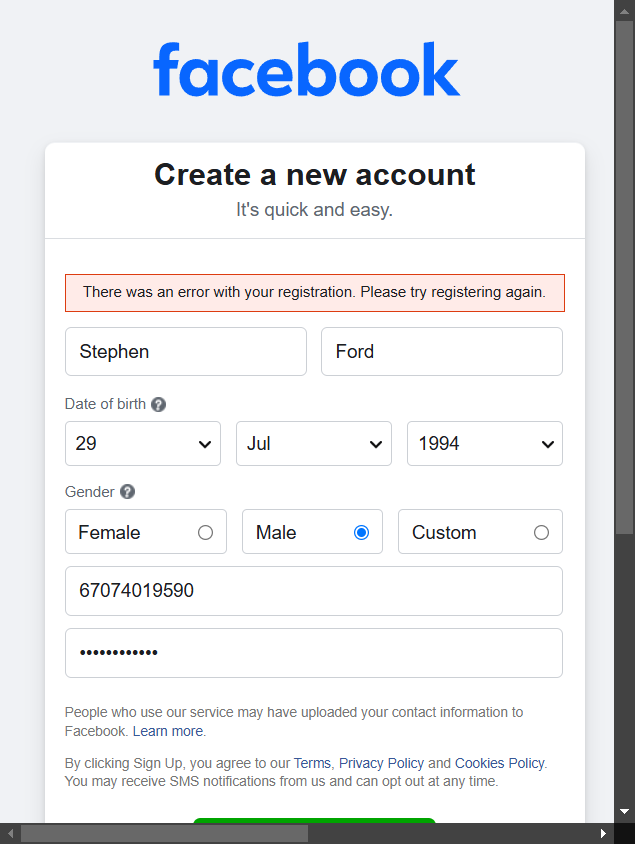 facebook
Create a new account
It's quick and easy.
There was an error with your registration. Please try registering again.
Stephen Ford
Date of birth ?
29 Jul 1994
Gender ?
Female Male Custom
67074019590
••••••••••••
People who use our service may have uploaded your contact information to
Facebook. Learn more.
By clicking Sign Up, you agree to our Terms, Privacy Policy and Cookies Policy.
You may receive SMS notifications from us and can opt out at any time.